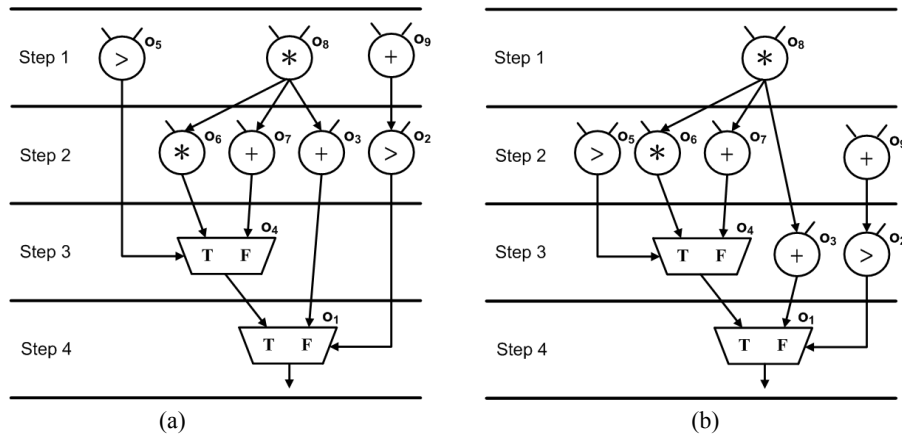 Step 1
> o5
* o8
+ o9
Step 2
* o6
+ o7
+ o3
> o2
Step 3
T F o4
Step 4
T F o1
(a)
Step 1
* o8
Step 2
> o5
* o6
+ o7
+ o9
Step 3
T F o4
+ o3
> o2
Step 4
T F o1
(b)